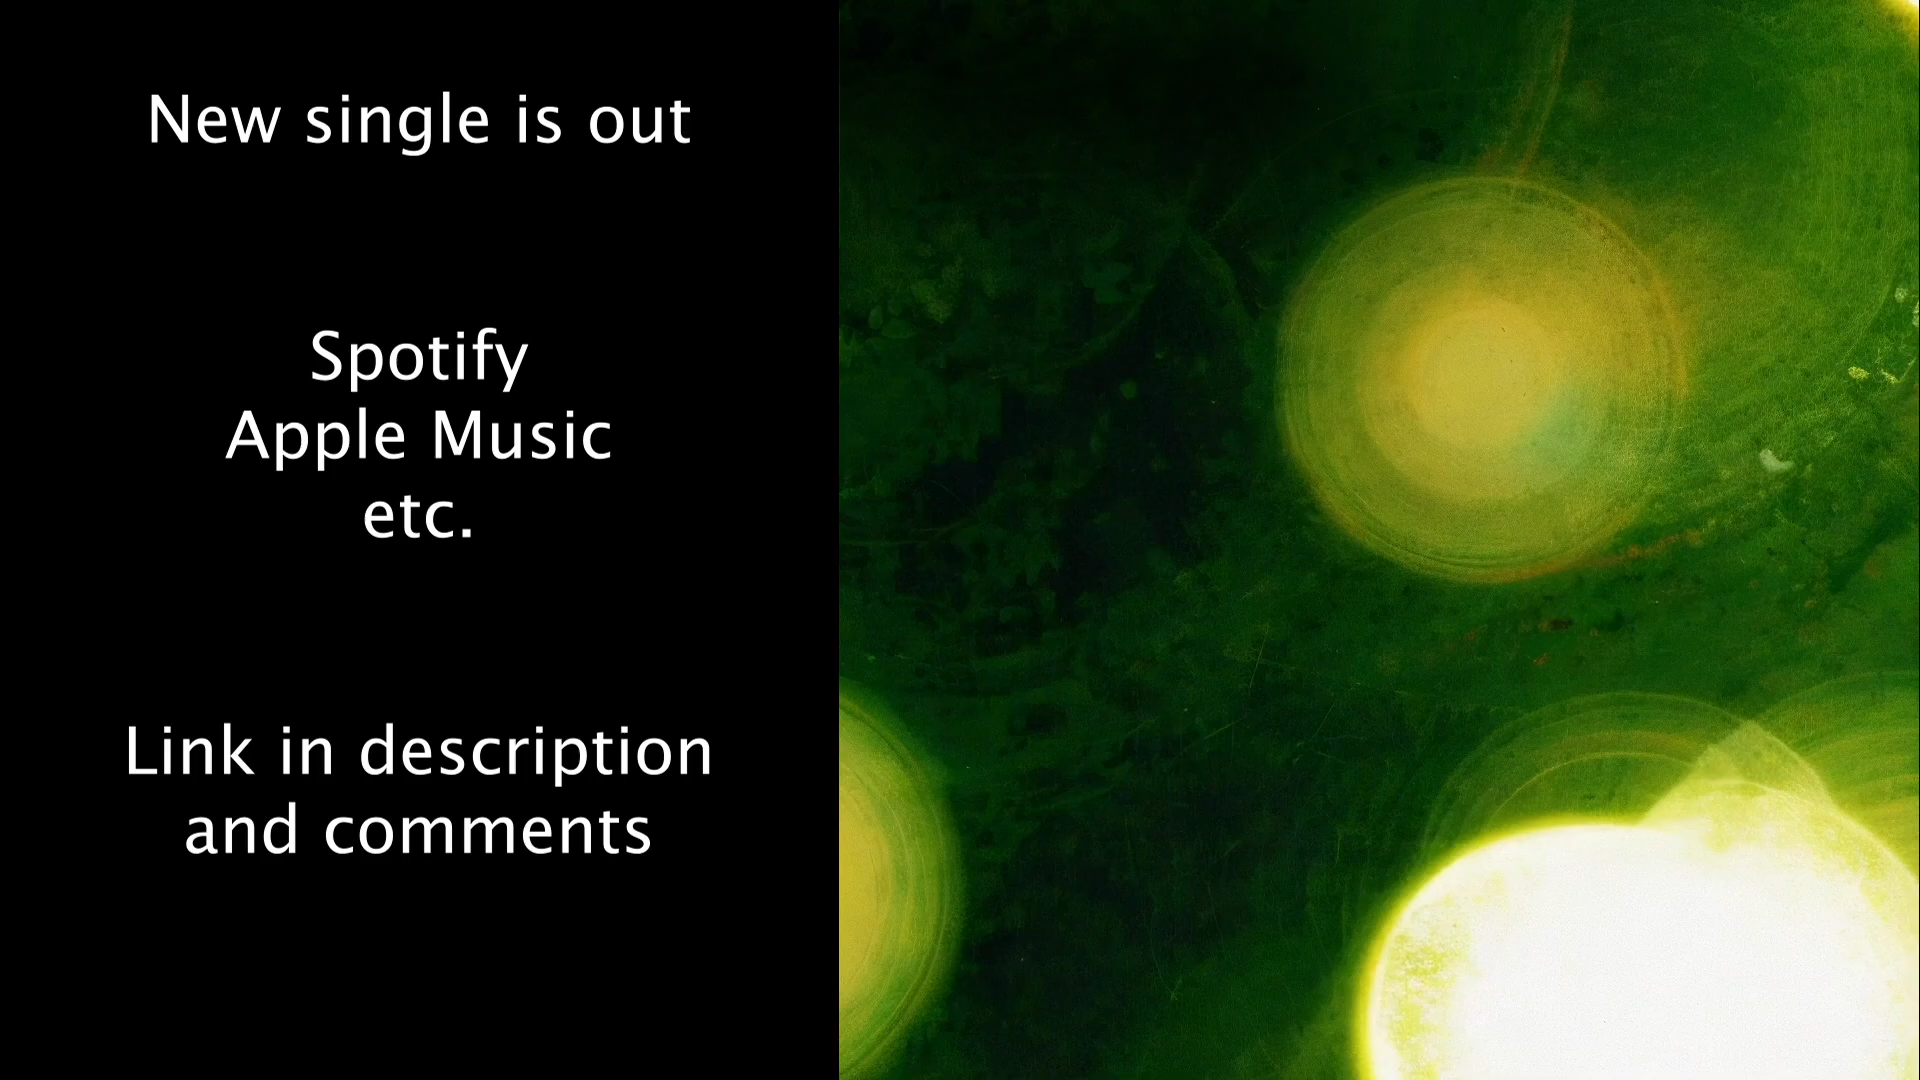 New single is out
Spotify
Apple Music
etc.
Link in description
and comments